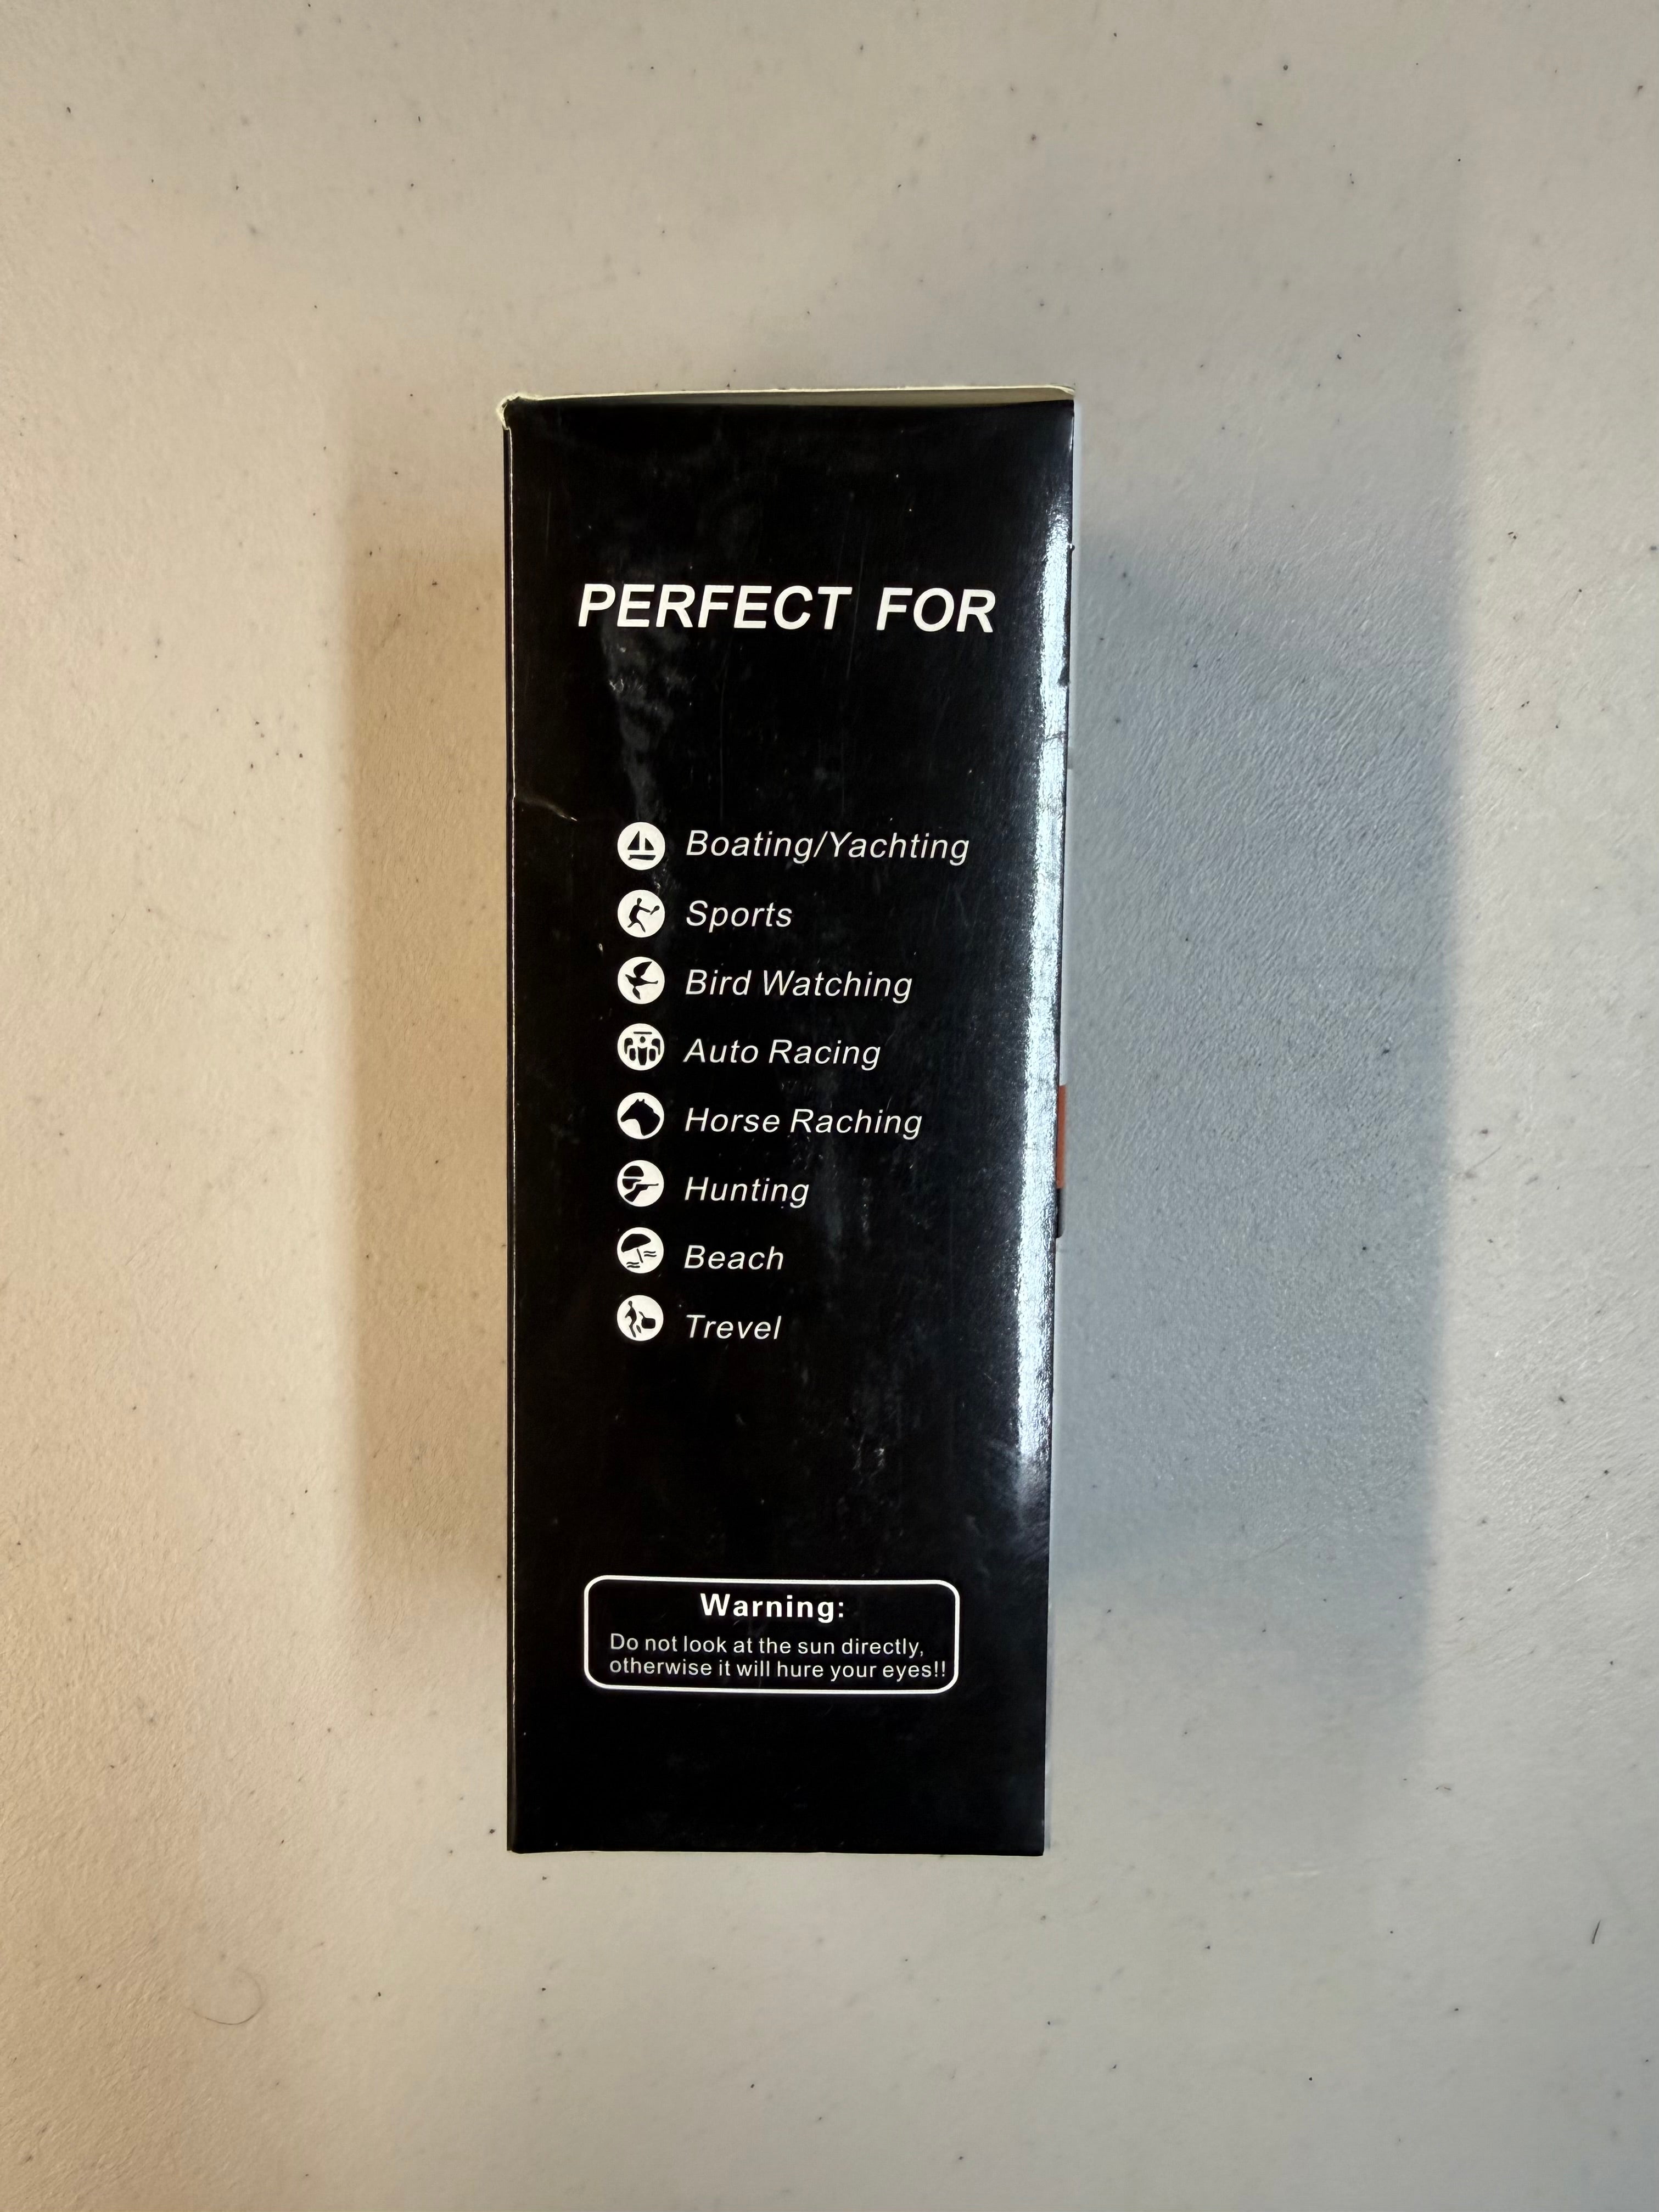 PERFECT FOR
Boating/Yachting
Sports
Bird Watching
Auto Racing
Horse Raching
Hunting
Beach
Trevel
Warning:
Do not look at the sun directly,
otherwise it will hure your eyes!!